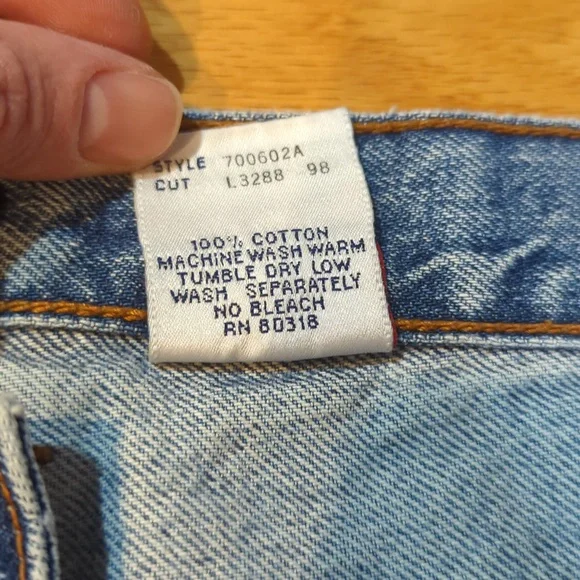 STYLE 700602A
CUT L3288 98
100% COTTON
MACHINE WASH WARM
TUMBLE DRY LOW
WASH SEPARATELY
NO BLEACH
RN 80318